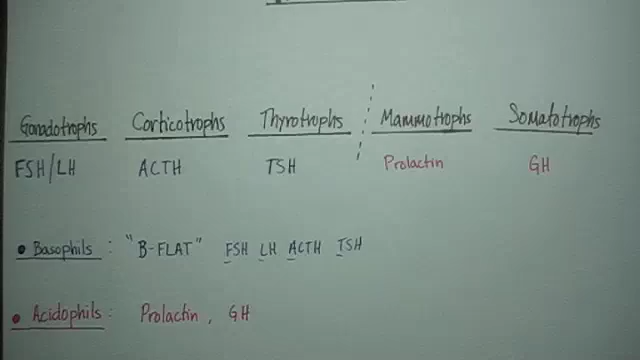 Gonadotrophs Corticotrophs Thyrotrophs Mammotrophs Somatotrophs
FSH/LH ACTH TSH Prolactin GH
• Basophils : "B-FLAT" FSH LH ACTH TSH
• Acidophils : Prolactin , GH